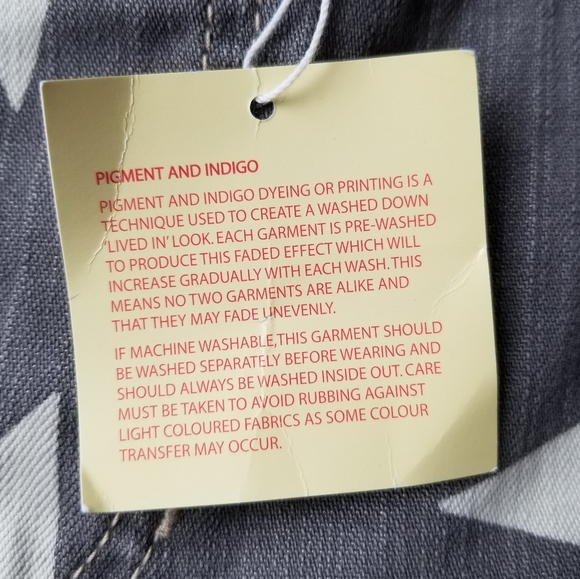 PIGMENT AND INDIGO
PIGMENT AND INDIGO DYEING OR PRINTING IS A
TECHNIQUE USED TO CREATE A WASHED DOWN
'LIVED IN' LOOK. EACH GARMENT IS PRE-WASHED
TO PRODUCE THIS FADED EFFECT WHICH WILL
INCREASE GRADUALLY WITH EACH WASH. THIS
MEANS NO TWO GARMENTS ARE ALIKE AND
THAT THEY MAY FADE UNEVENLY.
IF MACHINE WASHABLE,THIS GARMENT SHOULD
BE WASHED SEPARATELY BEFORE WEARING AND
SHOULD ALWAYS BE WASHED INSIDE OUT. CARE
MUST BE TAKEN TO AVOID RUBBING AGAINST
LIGHT COLOURED FABRICS AS SOME COLOUR
TRANSFER MAY OCCUR.